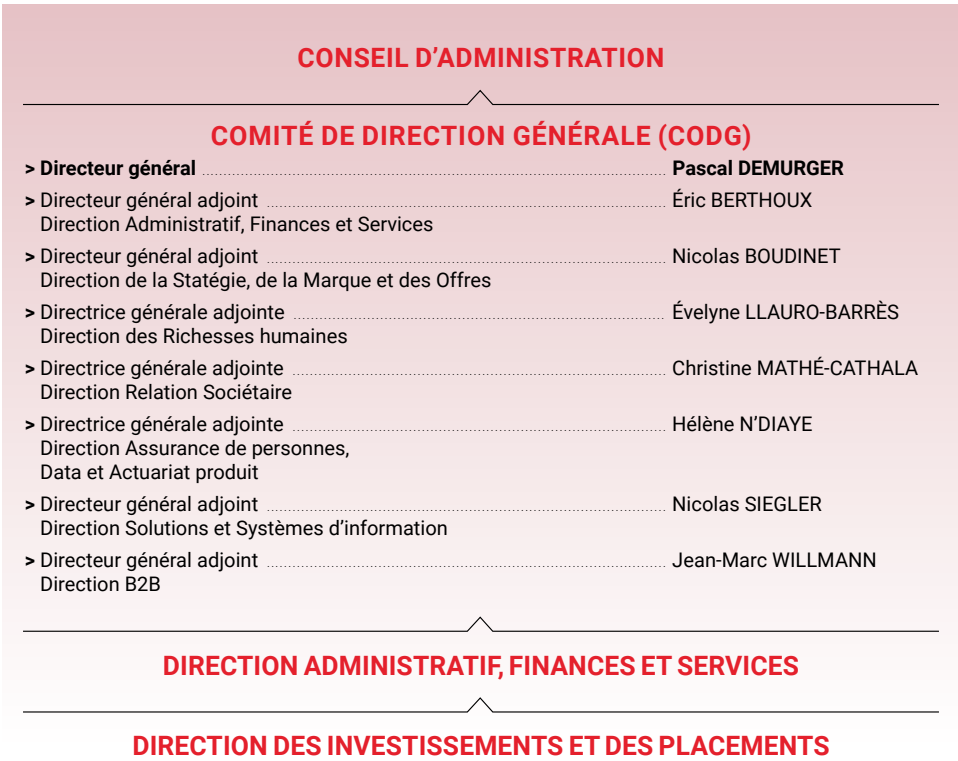 CONSEIL D’ADMINISTRATION
COMITÉ DE DIRECTION GÉNÉRALE (CODG)
> Directeur général ........ Pascal DEMURGER
> Directeur général adjoint ........ Éric BERTHOUX
Direction Administratif, Finances et Services
> Directeur général adjoint ........ Nicolas BOUDINET
Direction de la Statégie, de la Marque et des Offres
> Directrice générale adjointe ........ Évelyne LLAURO-BARRÈS
Direction des Richesses humaines
> Directrice générale adjointe ........ Christine MATHÉ-CATHALA
Direction Relation Sociétaire
> Directrice générale adjointe ........ Hélène N’DIAYE
Direction Assurance de personnes,
Data et Actuariat produit
> Directeur général adjoint ........ Nicolas SIEGLER
Direction Solutions et Systèmes d’information
> Directeur général adjoint ........ Jean-Marc WILLMANN
Direction B2B
DIRECTION ADMINISTRATIF, FINANCES ET SERVICES
DIRECTION DES INVESTISSEMENTS ET DES PLACEMENTS